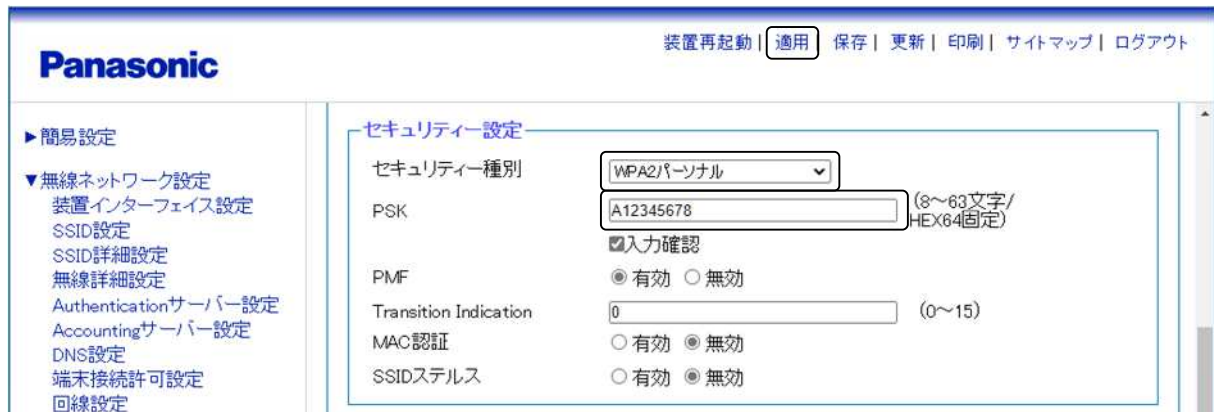 装置再起動 | 適用 | 保存 | 更新 | 印刷 | サイトマップ | ログアウト
Panasonic
▶簡易設定
▼無線ネットワーク設定
装置インターフェイス設定
SSID設定
SSID詳細設定
無線詳細設定
Authenticationサーバー設定
Accountingサーバー設定
DNS設定
端末接続許可設定
回線設定
セキュリティー設定
セキュリティー種別 WPA2パーソナル
PSK A12345678 (8～63文字/
HEX64固定)
入力確認
PMF 有効 無効
Transition Indication 0 (0～15)
MAC認証 有効 無効
SSIDステルス 有効 無効